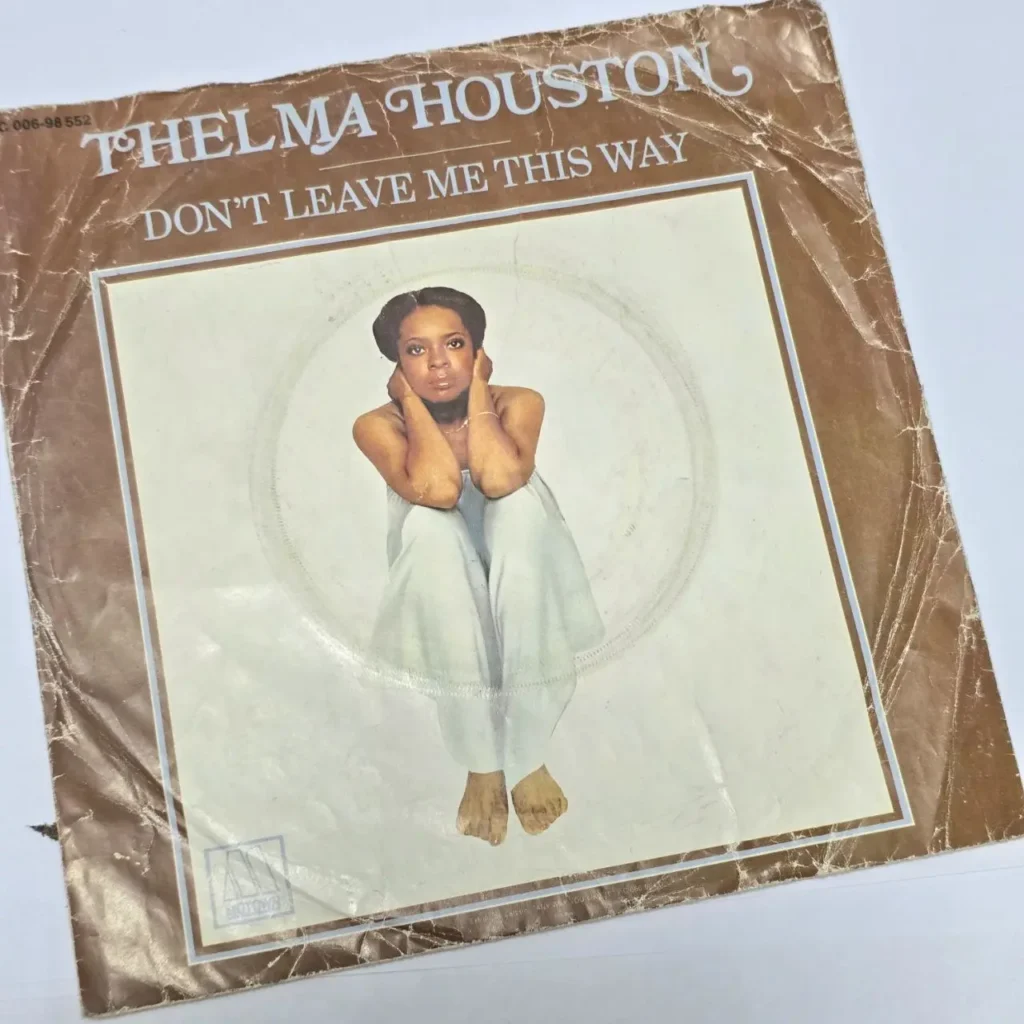 006-98 552
THELMA HOUSTON
DON'T LEAVE ME THIS WAY